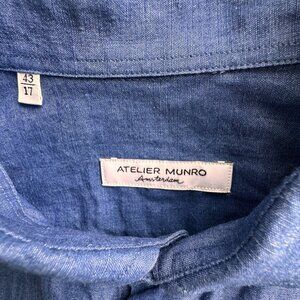 43
17
ATELIER MUNRO
Amsterdam